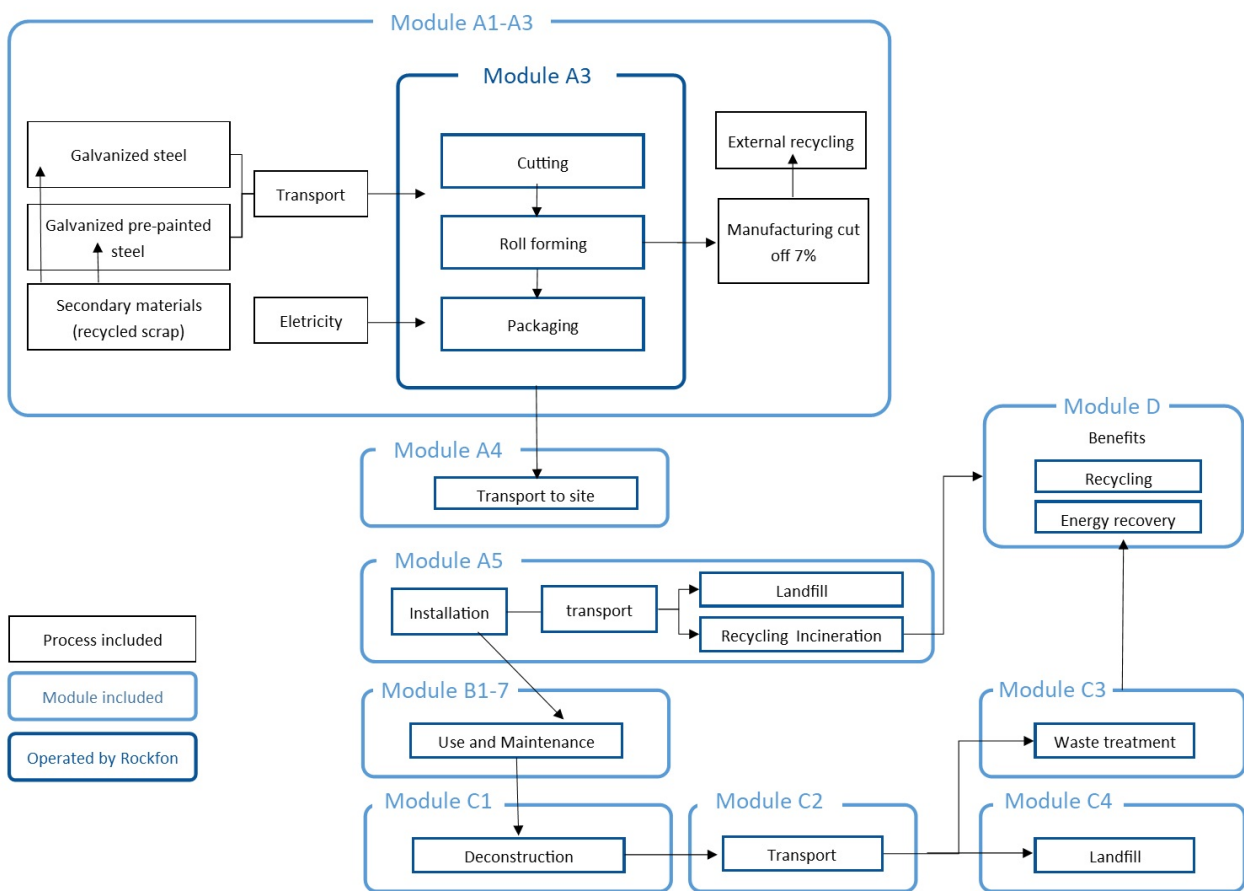 Module A1-A3
Module A3
Galvanized steel
Galvanized pre-painted
steel
Secondary materials
(recycled scrap)
Transport
Eletricity
Cutting
Roll forming
Packaging
External recycling
Manufacturing cut
off 7%
Module A4
Transport to site
Module A5
Installation
transport
Landfill
Recycling Incineration
Module D
Benefits
Recycling
Energy recovery
Process included
Module included
Operated by Rockfon
Module B1-7
Use and Maintenance
Module C1
Deconstruction
Module C2
Transport
Module C3
Waste treatment
Module C4
Landfill